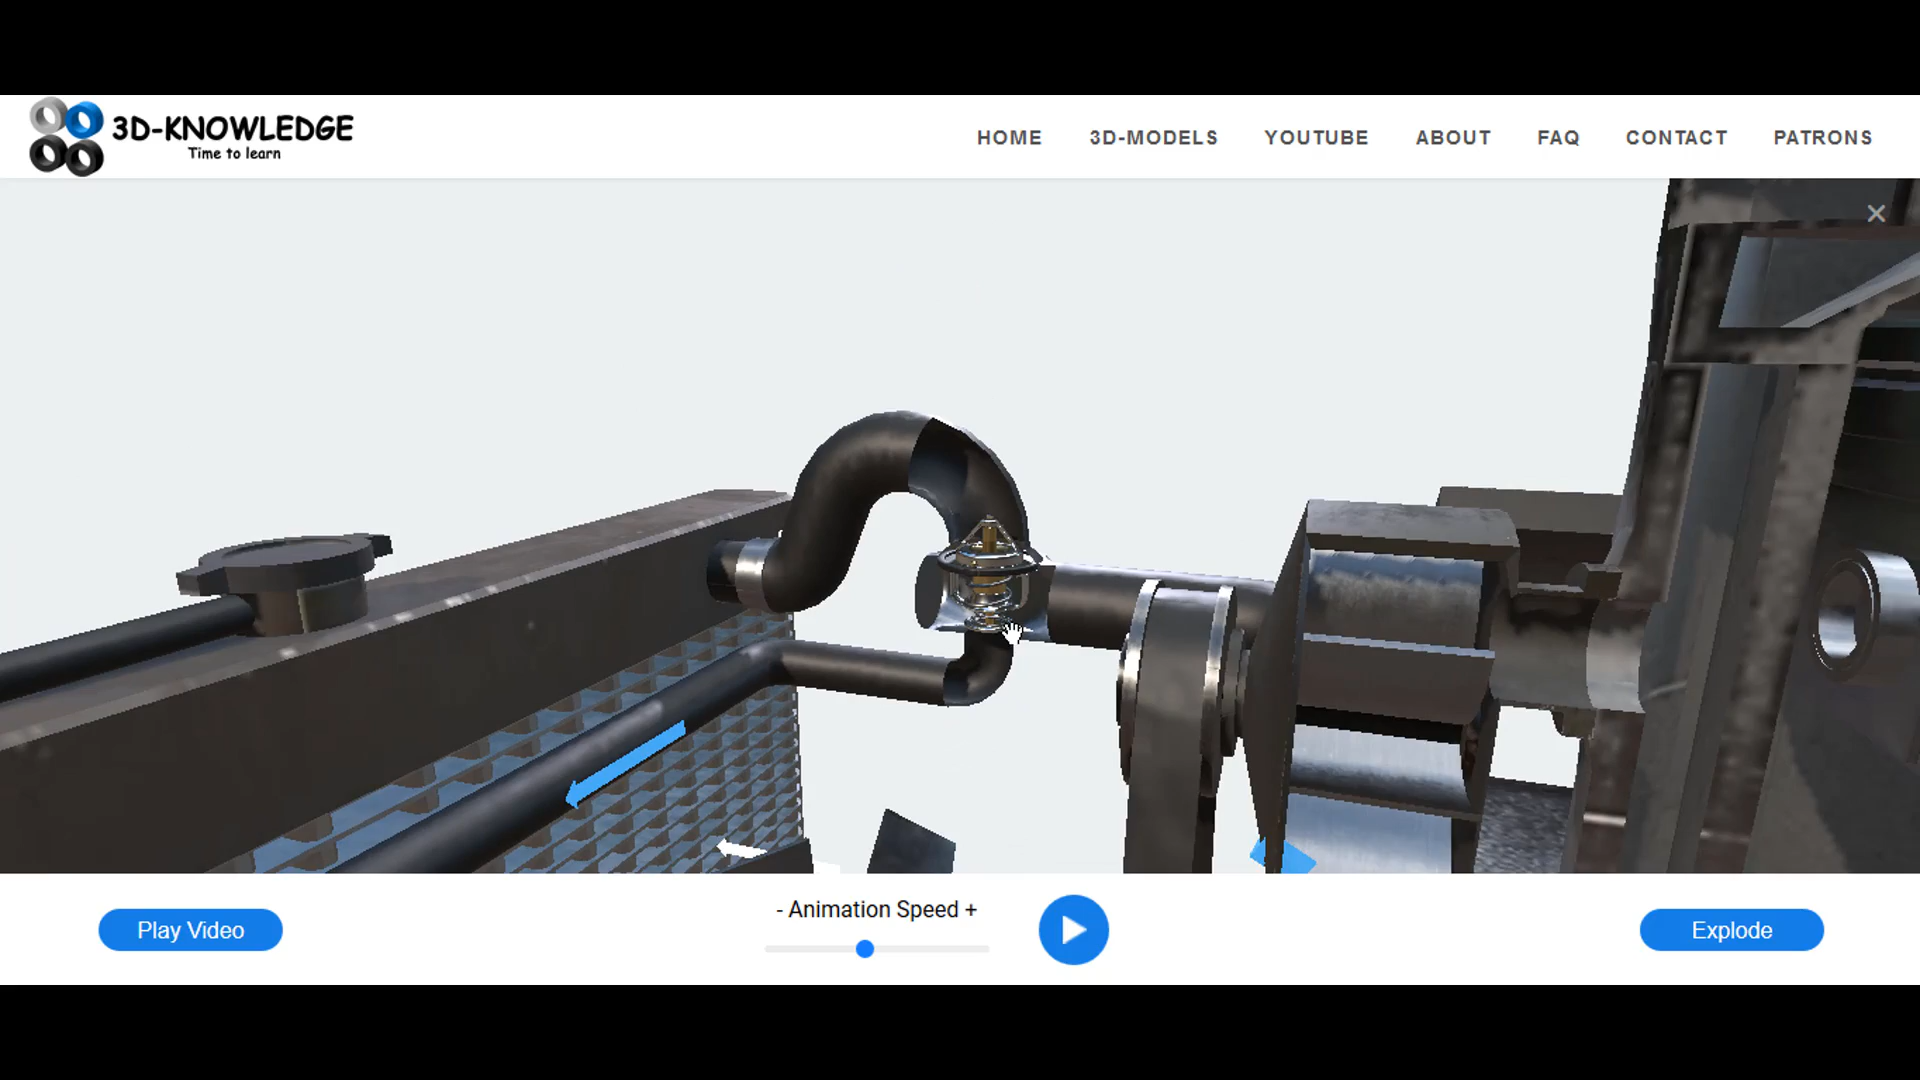 3D-KNOWLEDGE
Time to learn
HOME 3D-MODELS YOUTUBE ABOUT FAQ CONTACT PATRONS
- Animation Speed +
Play Video
Explode